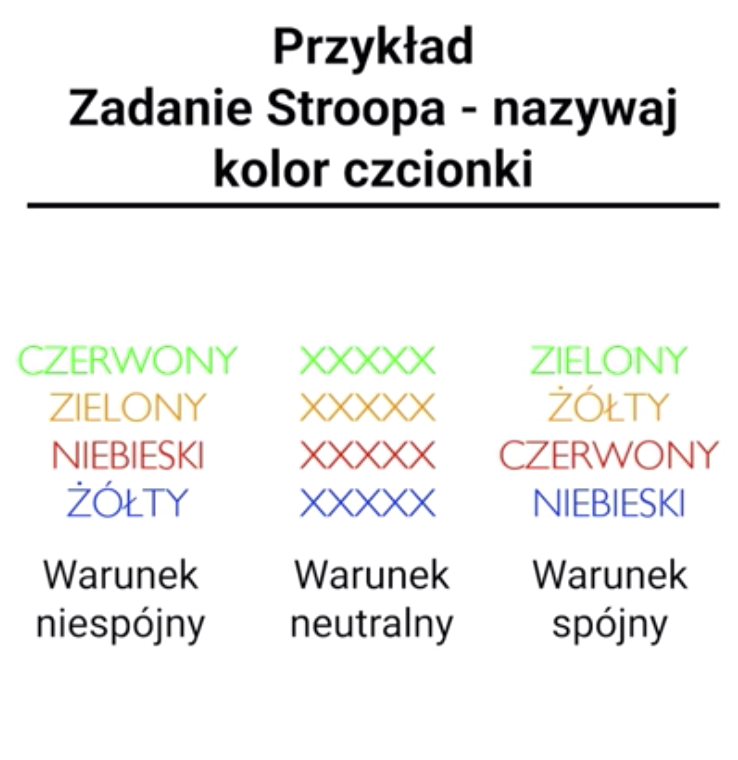 Przykład
Zadanie Stroopa - nazywaj
kolor czcionki
CZERWONY XXXXX ZIELONY
ZIELONY XXXXX ŻÓŁTY
NIEBIESKI XXXXX CZERWONY
ŻÓŁTY XXXXX NIEBIESKI
Warunek Warunek Warunek
niespójny neutralny spójny